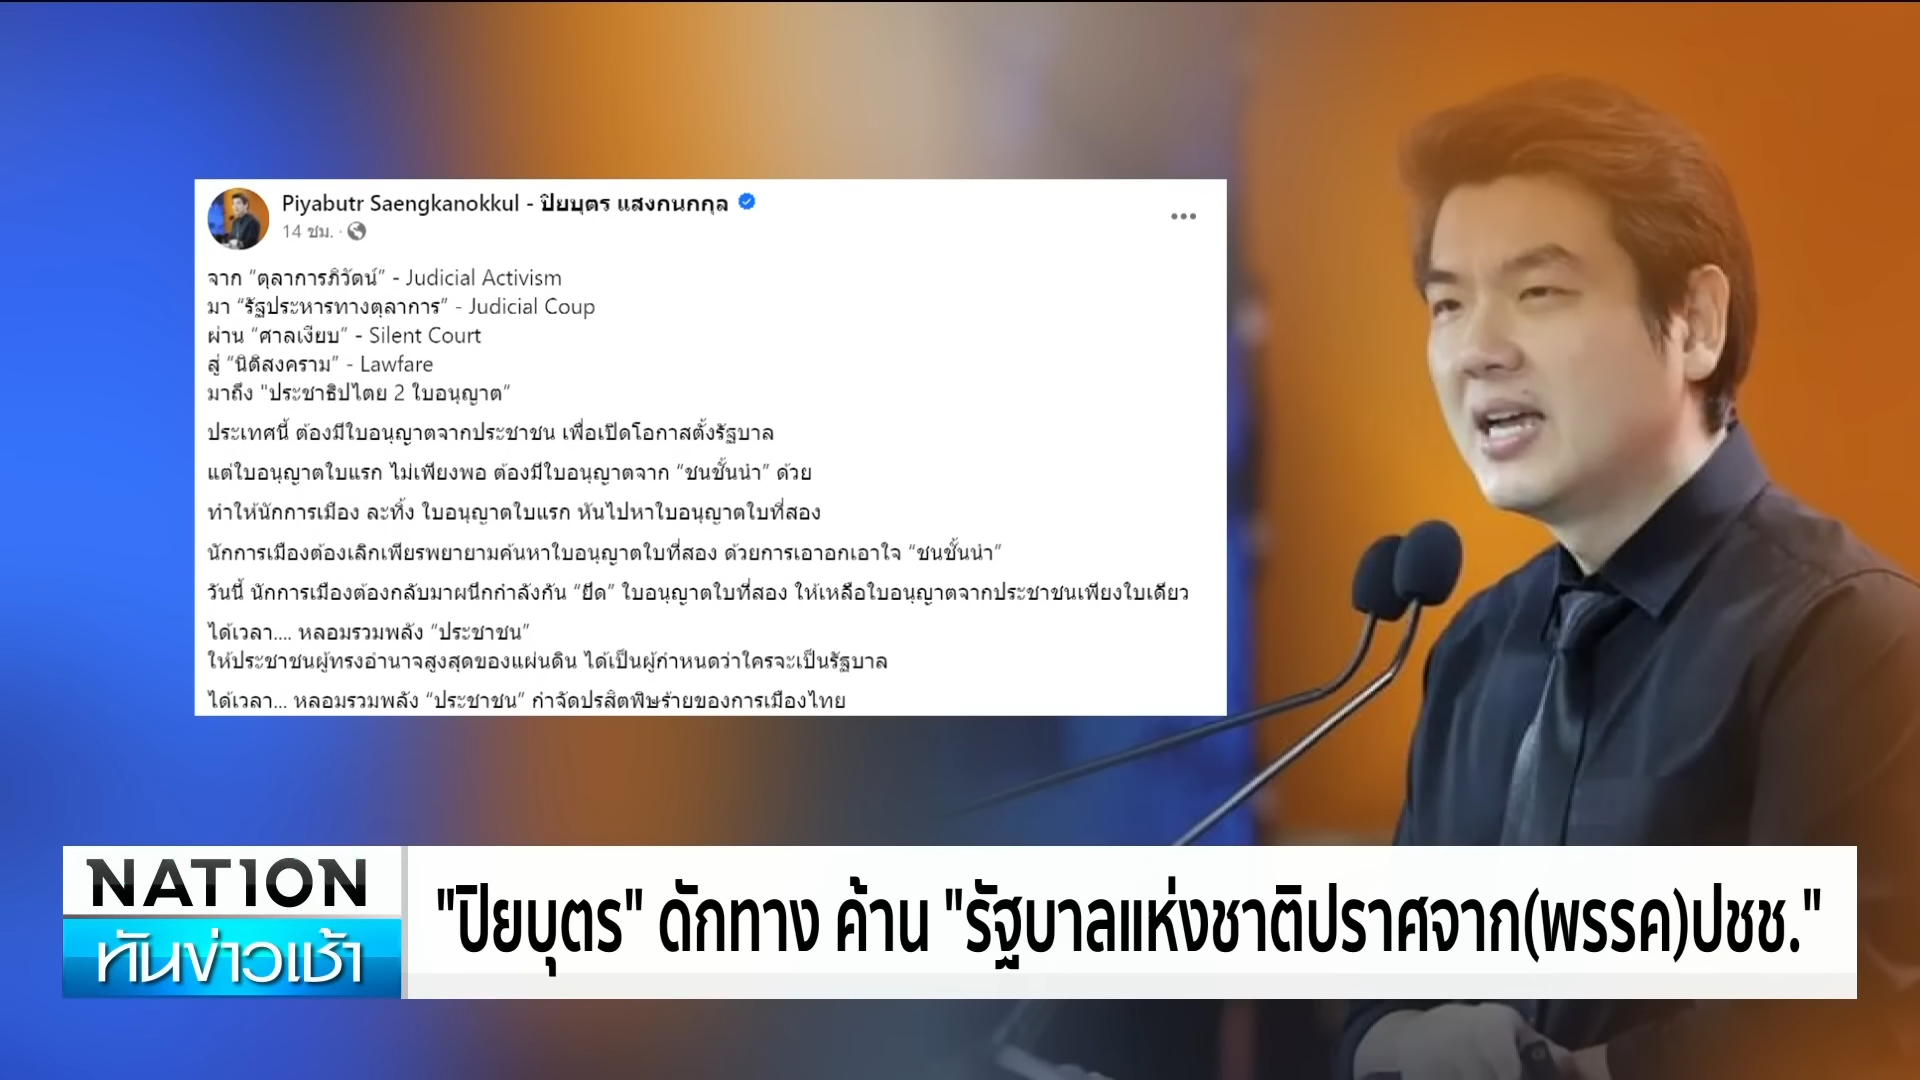 Piyabutr Saengkanokkul - ปิยบุตร แสงกนกกุล
14 ชม. ·
จาก “ตุลาการภิวัตน์” - Judicial Activism
มา “รัฐประหารทางตุลาการ” - Judicial Coup
ผ่าน “ศาลเงียบ” - Silent Court
สู่ “นิติสงคราม” - Lawfare
มาถึง "ประชาธิปไตย 2 ใบอนุญาต”
ประเทศนี้ ต้องมีใบอนุญาตจากประชาชน เพื่อเปิดโอกาสตั้งรัฐบาล
แต่ใบอนุญาตใบแรก ไม่เพียงพอ ต้องมีใบอนุญาตจาก “ชนชั้นนำ” ด้วย
ทำให้นักการเมือง ละทิ้ง ใบอนุญาตใบแรก หันไปหาใบอนุญาตใบที่สอง
นักการเมืองต้องเลิกเพียรพยายามค้นหาใบอนุญาตใบที่สอง ด้วยการเอาอกเอาใจ “ชนชั้นนำ”
วันนี้ นักการเมืองต้องกลับมาผนึกกำลังกัน “ยึด” ใบอนุญาตใบที่สอง ให้เหลือใบอนุญาตจากประชาชนเพียงใบเดียว
ได้เวลา.... หลอมรวมพลัง “ประชาชน”
ให้ประชาชนผู้ทรงอำนาจสูงสุดของแผ่นดิน ได้เป็นผู้กำหนดว่าใครจะเป็นรัฐบาล
ได้เวลา... หลอมรวมพลัง “ประชาชน” กำจัดปรสิตพิษร้ายของการเมืองไทย
NATION
ทันข่าวเช้า
"ปิยบุตร" ดักทาง ค้าน "รัฐบาลแห่งชาติปราศจาก(พรรค)ปชช."